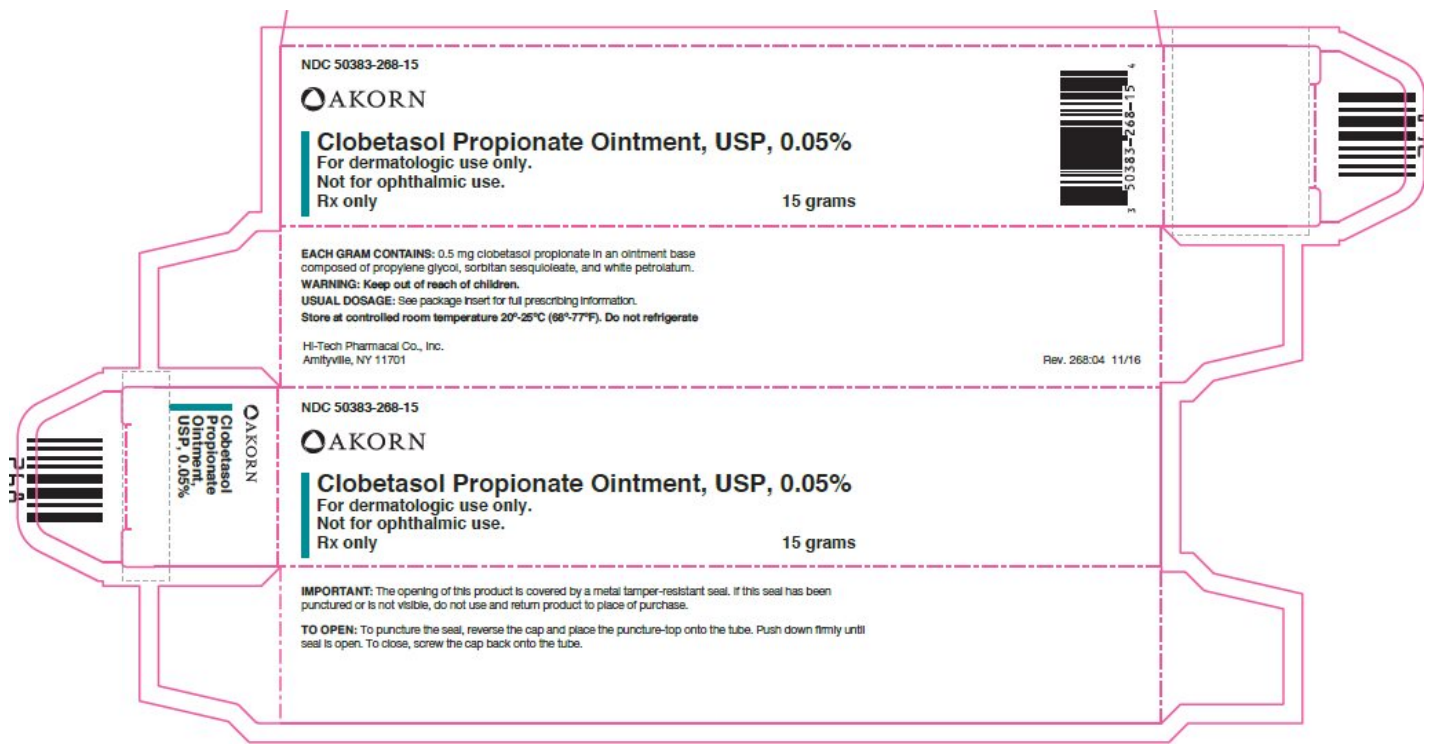 NDC 50383-268-15
AKORN
Clobetasol Propionate Ointment, USP, 0.05%
For dermatologic use only.
Not for ophthalmic use.
Rx only
15 grams
3 50383-268-15 4
EACH GRAM CONTAINS: 0.5 mg clobetasol propionate in an ointment base
composed of propylene glycol, sorbitan sesquioleate, and white petrolatum.
WARNING: Keep out of reach of children.
USUAL DOSAGE: See package insert for full prescribing information.
Store at controlled room temperature 20°-25°C (68°-77°F). Do not refrigerate
Hi-Tech Pharmacal Co., Inc.
Amityville, NY 11701
Rev. 268:04 11/16
AKORN
Clobetasol
Propionate
Ointment,
USP, 0.05%
NDC 50383-268-15
AKORN
Clobetasol Propionate Ointment, USP, 0.05%
For dermatologic use only.
Not for ophthalmic use.
Rx only
15 grams
IMPORTANT: The opening of this product is covered by a metal tamper-resistant seal. If this seal has been
punctured or is not visible, do not use and return product to place of purchase.
TO OPEN: To puncture the seal, reverse the cap and place the puncture-top onto the tube. Push down firmly until
seal is open. To close, screw the cap back onto the tube.